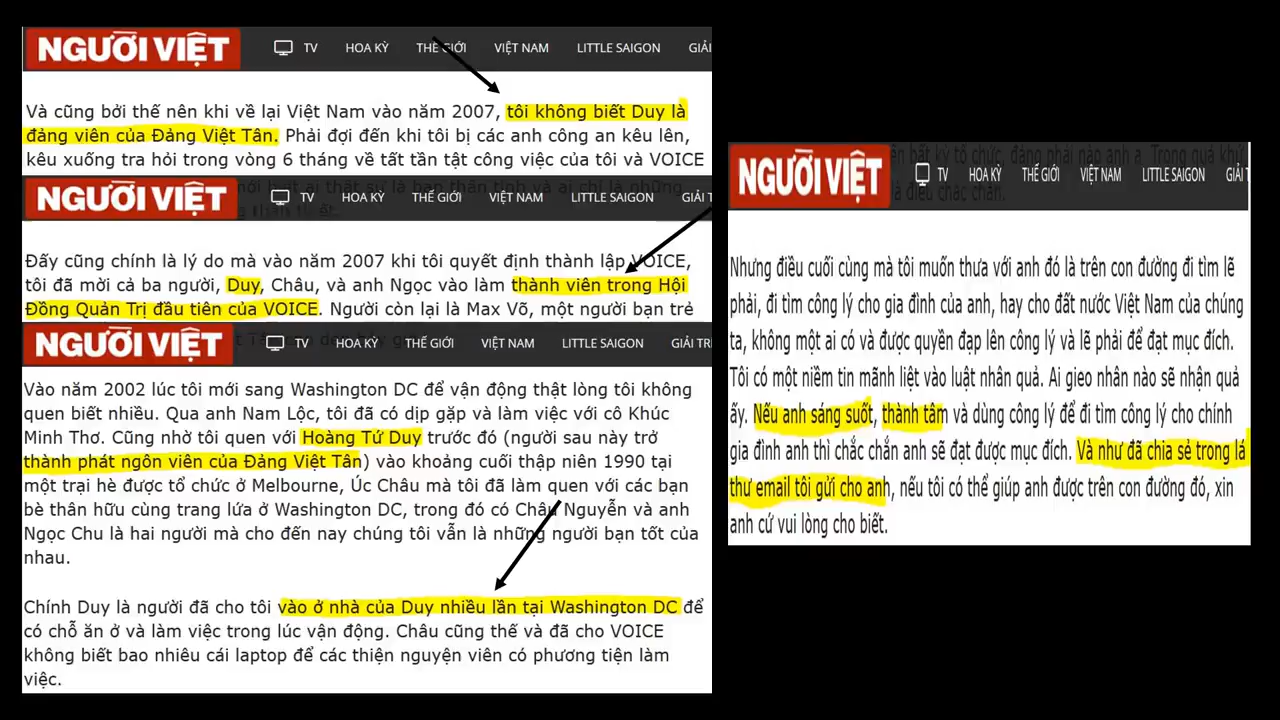 NGƯỜI VIỆT
TV HOA KỲ THẾ GIỚI VIỆT NAM LITTLE SAIGON GIẢI
Và cũng bởi thế nên khi về lại Việt Nam vào năm 2007, tôi không biết Duy là
đảng viên của Đảng Việt Tân. Phải đợi đến khi tôi bị các anh công an kêu lên,
kêu xuống tra hỏi trong vòng 6 tháng về tất tần tật công việc của tôi và VOICE
NGƯỜI VIỆT
TV HOA KỲ THẾ GIỚI VIỆT NAM LITTLE SAIGON GIẢI T
Đấy cũng chính là lý do mà vào năm 2007 khi tôi quyết định thành lập VOICE,
tôi đã mời cả ba người, Duy, Châu, và anh Ngọc vào làm thành viên trong Hội
Đồng Quản Trị đầu tiên của VOICE. Người còn lại là Max Võ, một người bạn trẻ
NGƯỜI VIỆT
TV HOA KỲ THẾ GIỚI VIỆT NAM LITTLE SAIGON GIẢI TR
Vào năm 2002 lúc tôi mới sang Washington DC để vận động thật lòng tôi không
quen biết nhiều. Qua anh Nam Lộc, tôi đã có dịp gặp và làm việc với cô Khúc
Minh Thơ. Cũng nhờ tôi quen với Hoàng Tứ Duy trước đó (người sau này trở
thành phát ngôn viên của Đảng Việt Tân) vào khoảng cuối thập niên 1990 tại
một trại hè được tổ chức ở Melbourne, Úc Châu mà tôi đã làm quen với các bạn
bè thân hữu cùng trang lứa ở Washington DC, trong đó có Châu Nguyễn và anh
Ngọc Chu là hai người mà cho đến nay chúng tôi vẫn là những người bạn tốt của
nhau.
Chính Duy là người đã cho tôi vào ở nhà của Duy nhiều lần tại Washington DC để
có chỗ ăn ở và làm việc trong lúc vận động. Châu cũng thế và đã cho VOICE
không biết bao nhiêu cái laptop để các thiện nguyện viên có phương tiện làm
việc.
NGƯỜI VIỆT
TV HOA KỲ THẾ GIỚI VIỆT NAM LITTLE SAIGON GIẢI T
là điều chắc chắn.
Nhưng điều cuối cùng mà tôi muốn thưa với anh đó là trên con đường đi tìm lẽ
phải, đi tìm công lý cho gia đình của anh, hay cho đất nước Việt Nam của chúng
ta, không một ai có và được quyền đạp lên công lý và lẽ phải để đạt mục đích.
Tôi có một niềm tin mãnh liệt vào luật nhân quả. Ai gieo nhân nào sẽ nhận quả
ấy. Nếu anh sáng suốt, thành tâm và dùng công lý để đi tìm công lý cho chính
gia đình anh thì chắc chắn anh sẽ đạt được mục đích. Và như đã chia sẻ trong lá
thư email tôi gửi cho anh, nếu tôi có thể giúp anh được trên con đường đó, xin
anh cứ vui lòng cho biết.